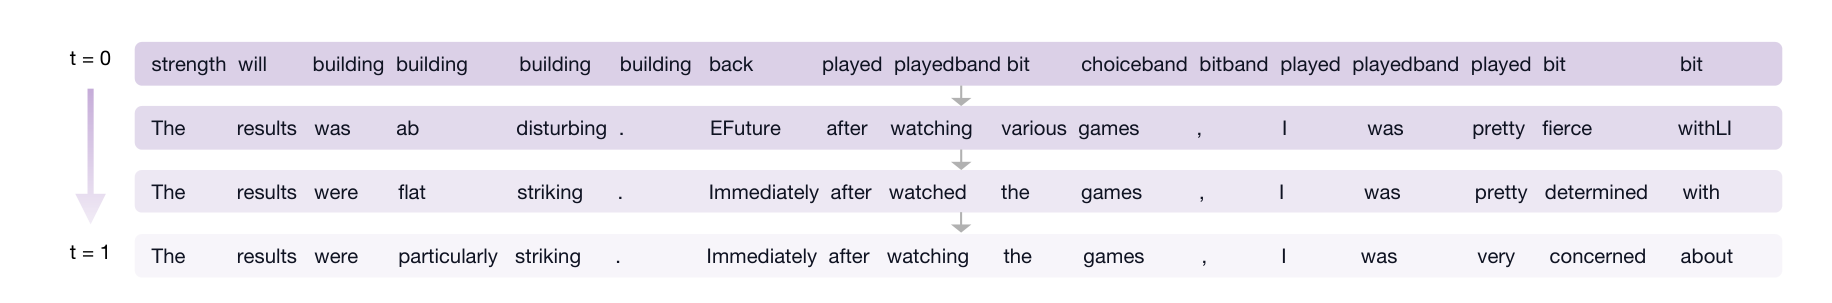 t = 0
strength will building building building building back played playedband bit choiceband bitband played playedband played bit bit
The results was ab disturbing . EFuture after watching various games , I was pretty fierce withLI
The results were flat striking . Immediately after watched the games , I was pretty determined with
t = 1
The results were particularly striking . Immediately after watching the games , I was very concerned about